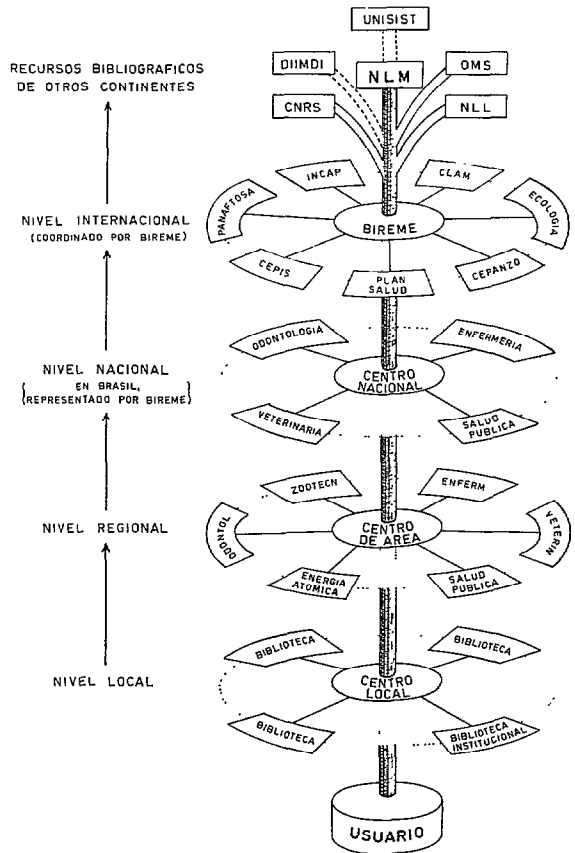 UNISIST
DIIMDI
NLM
OMS
CNRS
NLL
RECURSOS BIBLIOGRAFICOS
DE OTROS CONTINENTES
INCAP
CLAM
PANAFTOSA
ECOLOGIA
BIREME
NIVEL INTERNACIONAL
(COORDINADO POR BIREME)
CEPIS
PLAN
SALUD
CEPANZO
ODONTOLOGIA
ENFERMERIA
NIVEL NACIONAL
EN BRASIL,
REPRESENTADO POR BIREME
CENTRO
NACIONAL
VETERINARIA
SALUD
PUBLICA
ZOOTECN
ENFERM
NIVEL REGIONAL
ODONTOL
CENTRO
DE AREA
VETERIN
ENERGIA
ATOMICA
SALUD
PUBLICA
BIBLIOTECA
BIBLIOTECA
NIVEL LOCAL
CENTRO
LOCAL
BIBLIOTECA
BIBLIOTECA
INSTITUCIONAL
USUARIO